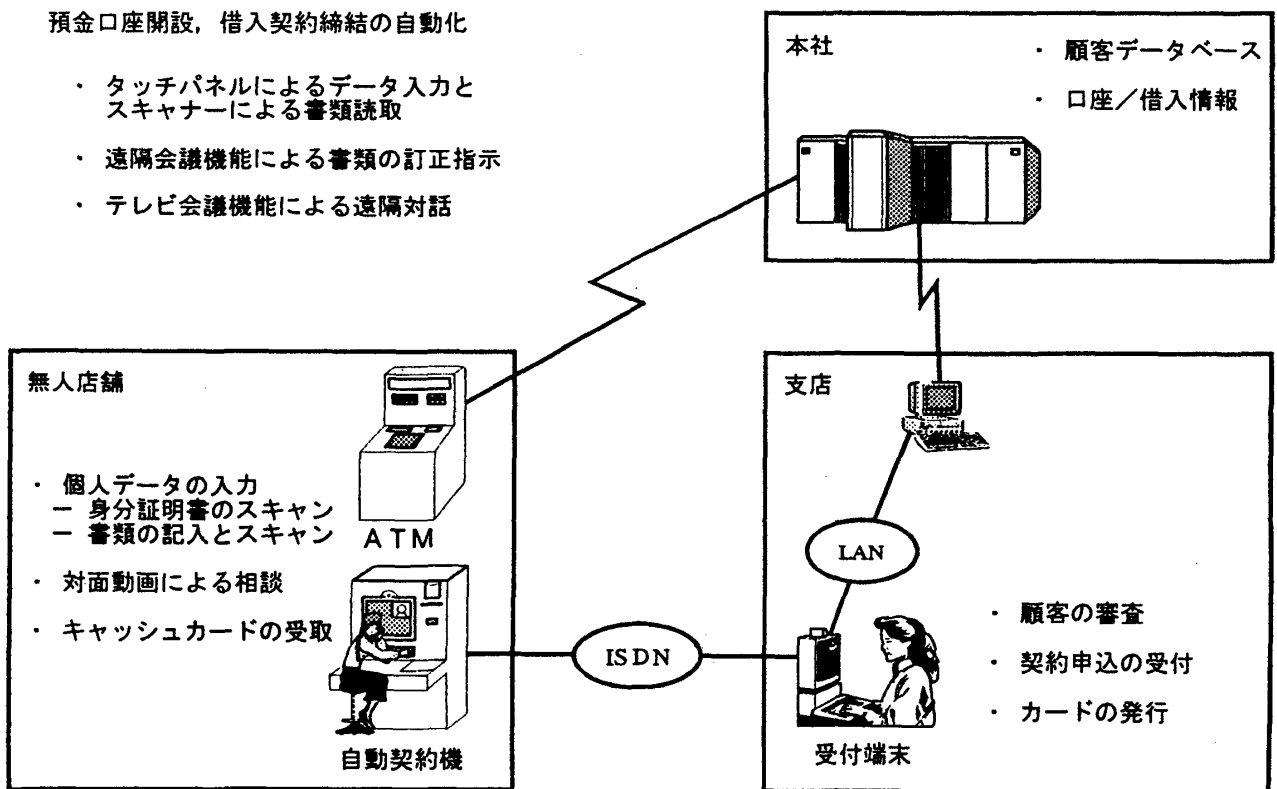 預金口座開設，借入契約締結の自動化
・ タッチパネルによるデータ入力と
スキャナーによる書類読取
・ 遠隔会議機能による書類の訂正指示
・ テレビ会議機能による遠隔対話
本社
・ 顧客データベース
・ 口座／借入情報
無人店舗
・ 個人データの入力
－ 身分証明書のスキャン
－ 書類の記入とスキャン
・ 対面動画による相談
・ キャッシュカードの受取
ＡＴＭ
自動契約機
ISDN
支店
LAN
・ 顧客の審査
・ 契約申込の受付
・ カードの発行
受付端末